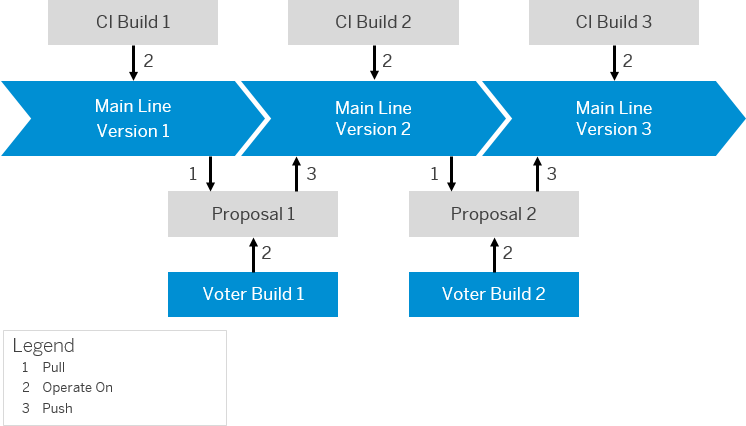 CI Build 1
CI Build 2
CI Build 3
2
2
2
Main Line
Version 1
Main Line
Version 2
Main Line
Version 3
1
3
1
3
Proposal 1
Proposal 2
2
2
Voter Build 1
Voter Build 2
Legend
1 Pull
2 Operate On
3 Push